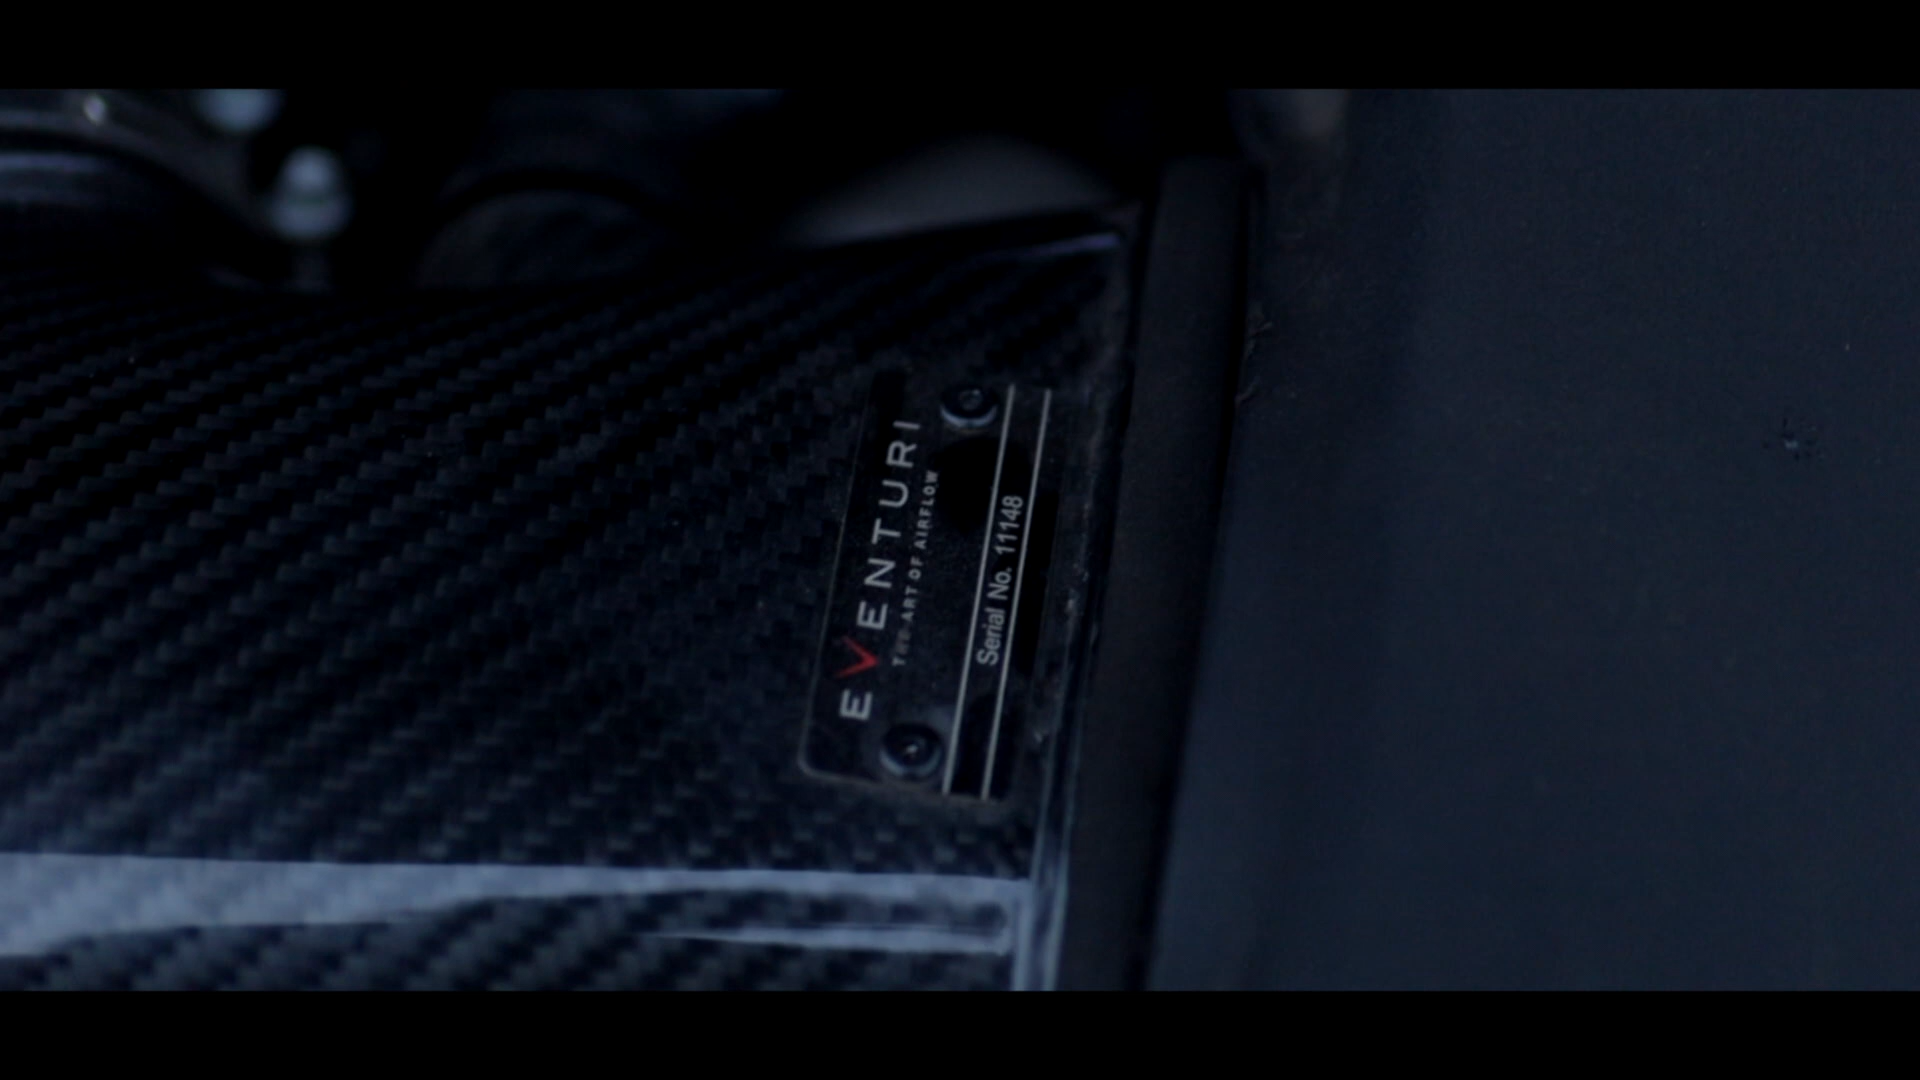 EVENTURI
THE ART OF AIRFLOW
Serial No. 11148